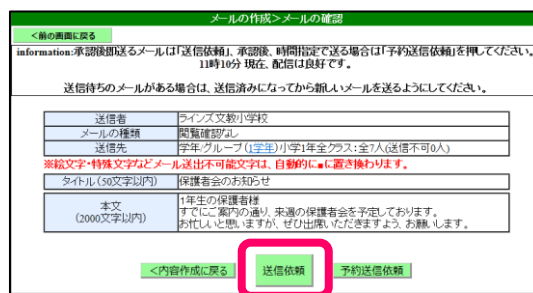 メールの作成>メールの確認
<前の画面に戻る
information:承認後即送るメールは「送信依頼」、承認後、時間指定で送る場合は「予約送信依頼」を押してください。
11時10分 現在、配信は良好です。
送信待ちのメールがある場合は、送信済みになってから新しいメールを送るようにしてください。
送信者 ラインズ文教小学校
メールの種類 閲覧確認なし
送信先 学年/グループ(1学年)小学1年全クラス:全7人(送信不可0人)
※絵文字・特殊文字などメール送出不可能文字は、自動的に■に置き換わります。
タイトル(50文字以内) 保護者会のお知らせ
本文
(2000文字以内)
1年生の保護者様
すでにご案内の通り、来週の保護者会を予定しております。
お忙しいと思いますが、ぜひ出席いただきますよう、お願いします。
<内容作成に戻る 送信依頼 予約送信依頼